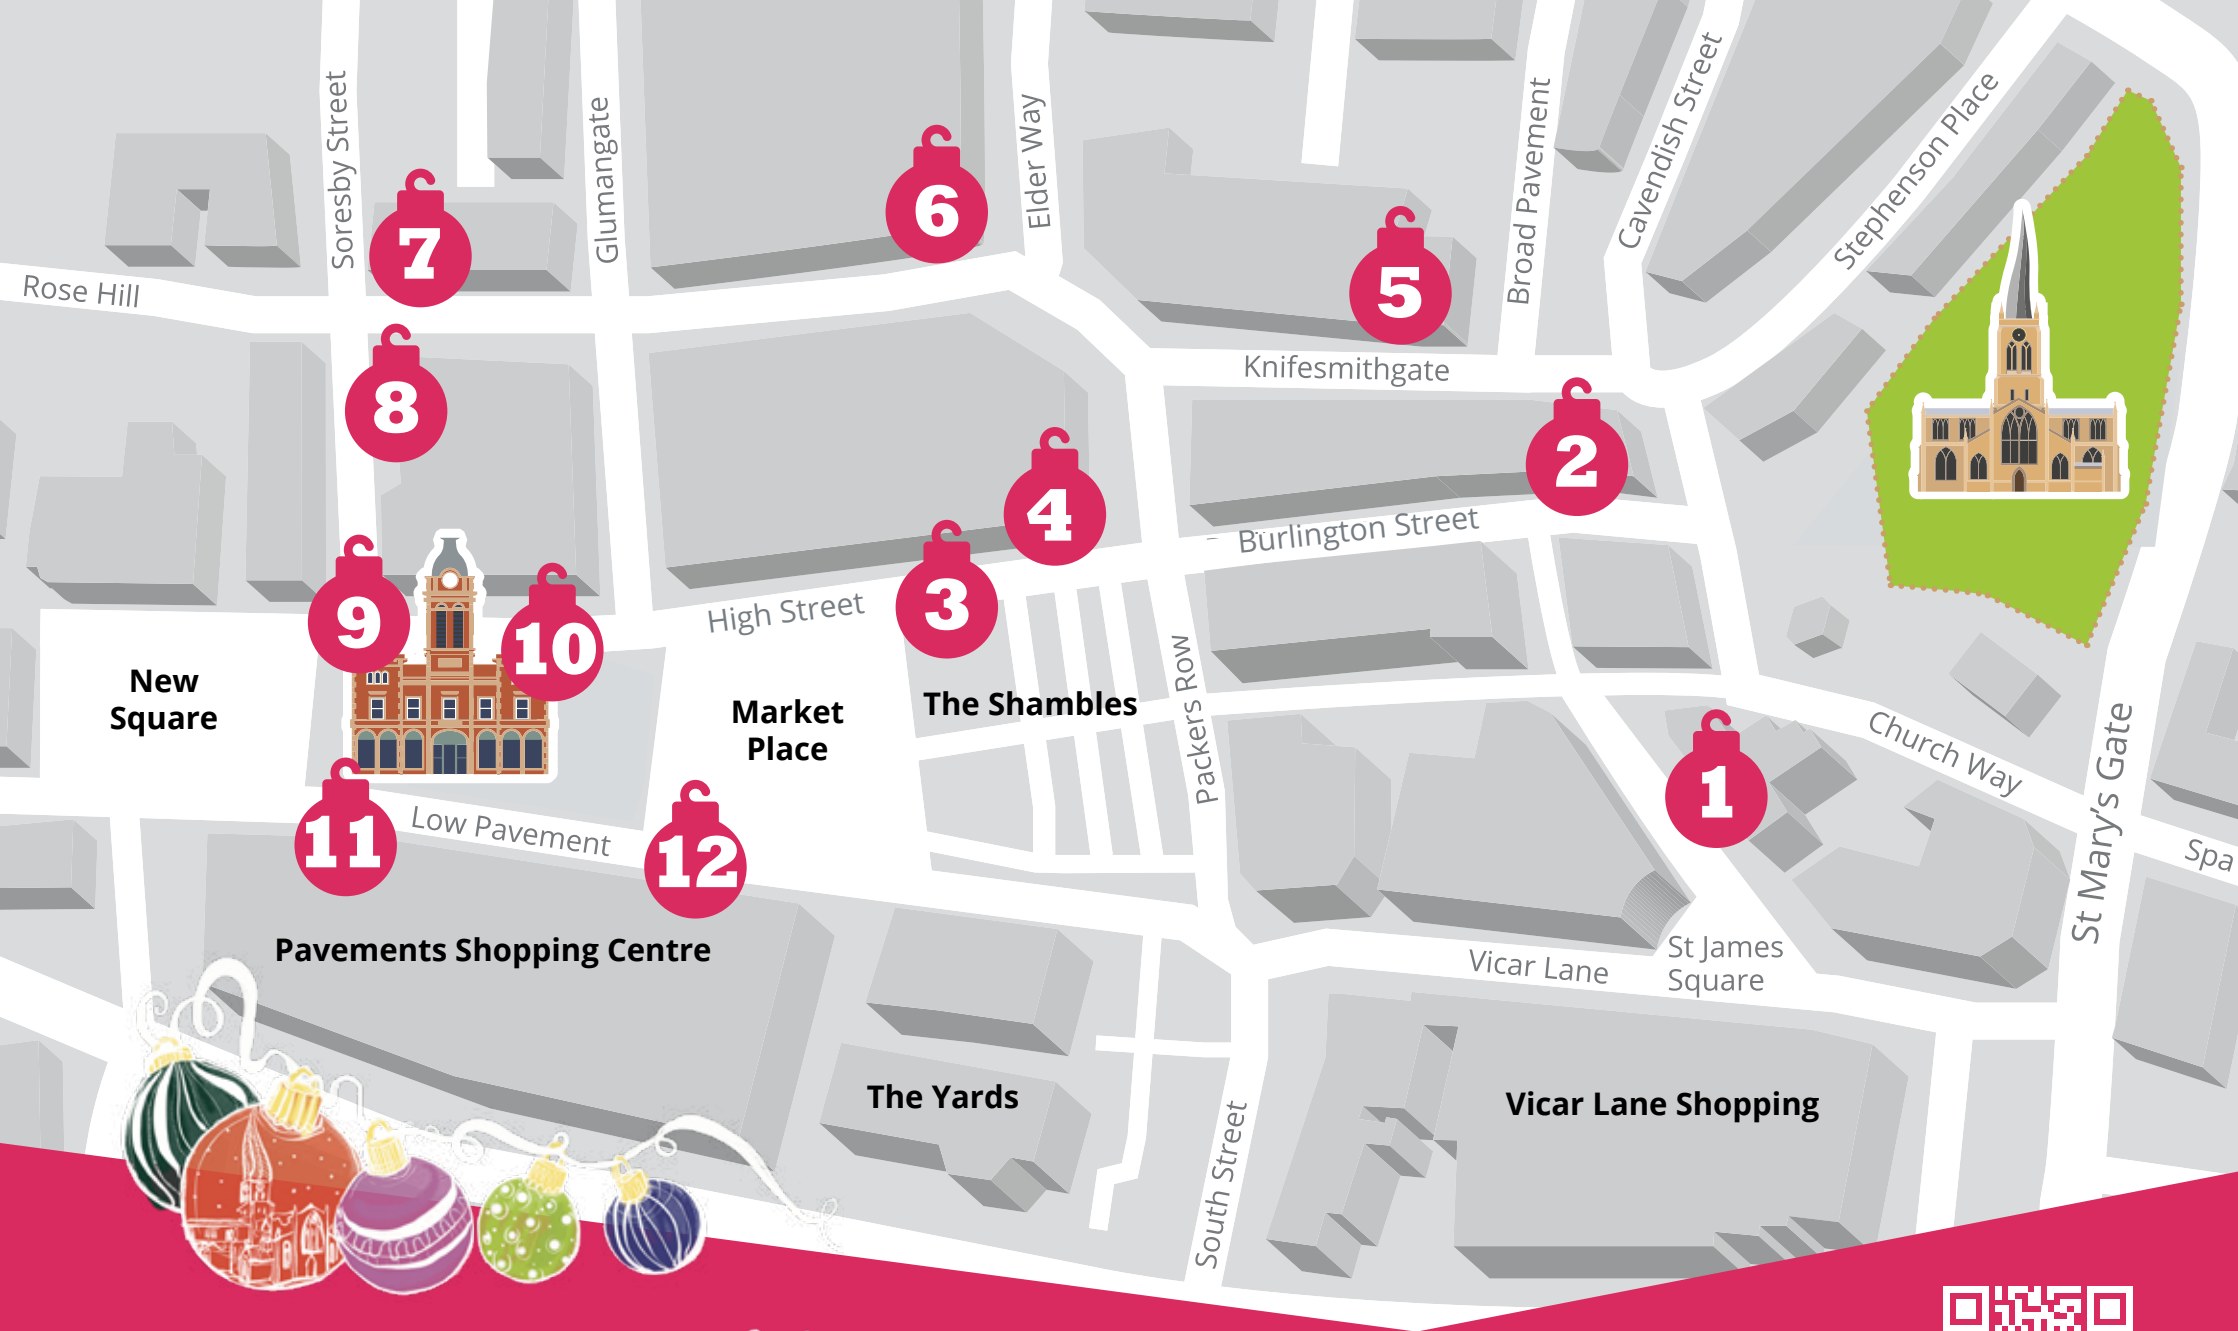 Soresby Street
Glumangate
Elder Way
Broad Pavement
Cavendish Street
Stephenson Place
6
7
5
Rose Hill
Knifesmithgate
8
2
4
Burlington Street
3
High Street
9
10
New
Square
Market
Place
The Shambles
Packers Row
1
Church Way
St Mary's Gate
Spa
11
Low Pavement
12
Pavements Shopping Centre
Vicar Lane
St James
Square
The Yards
South Street
Vicar Lane Shopping